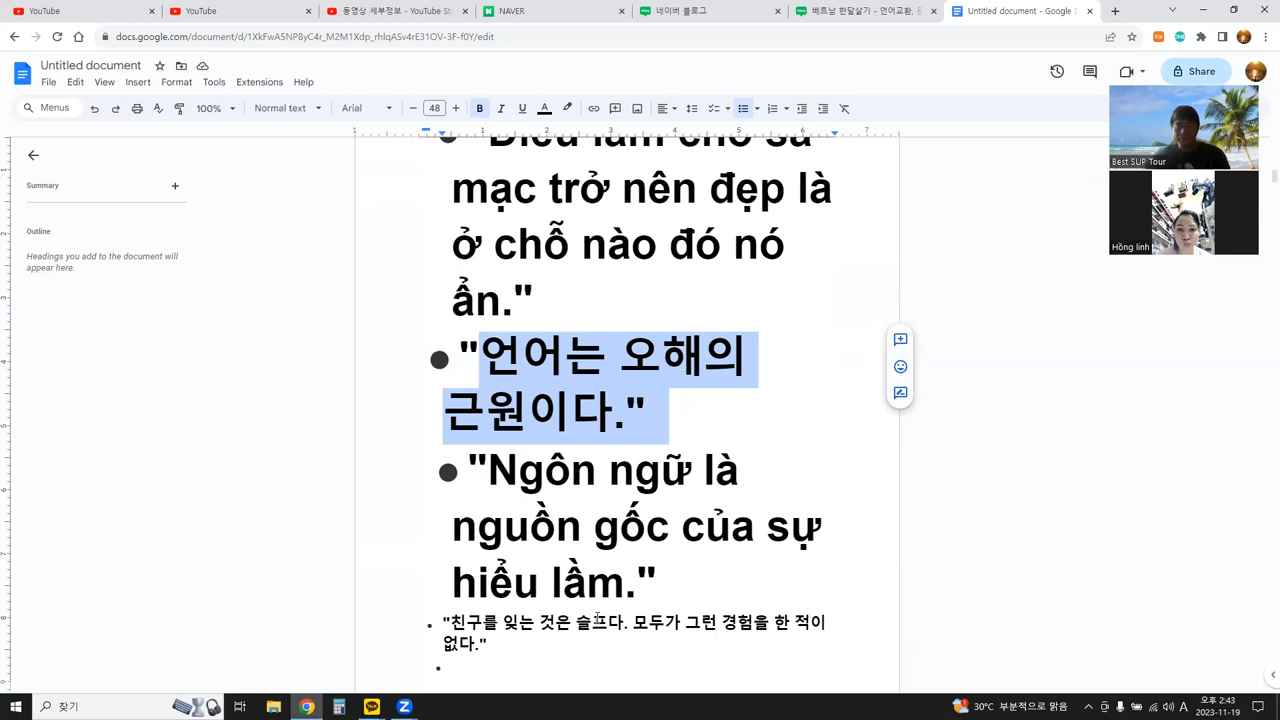 YouTube
YouTube
동영상 세부정보 - YouTube St
NAVER
네이버 블로그
베트남 한달살기 - 언어교환, 문
Untitled document - Google D
docs.google.com/document/d/1XkFwA5NP8yC4r_M2M1Xdp_rhlqASv4rE31OV-3F-f0Y/edit
Untitled document
File Edit View Insert Format Tools Extensions Help
Share
Menus
100%
Normal text
Arial
48
Summary
Outline
Headings you add to the document will
appear here.
"Điều làm cho sa
mạc trở nên đẹp là
ở chỗ nào đó nó
ẩn."
"언어는 오해의
근원이다."
"Ngôn ngữ là
nguồn gốc của sự
hiểu lầm."
"친구를 잊는 것은 슬프다. 모두가 그런 경험을 한 적이
없다."
Best SUP Tour
Hồng linh
찾기
30°C 부분적으로 맑음
오후 2:43
2023-11-19